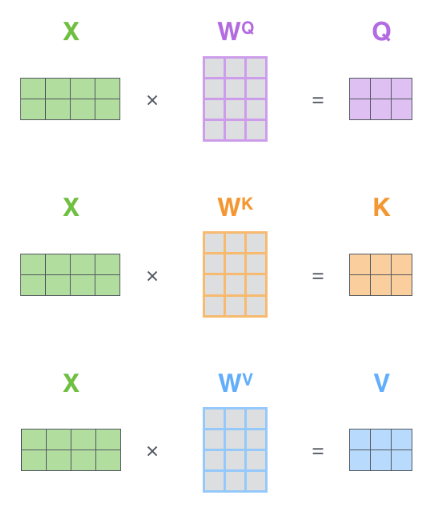 X W^Q Q
× =
X W^K K
× =
X W^V V
× =